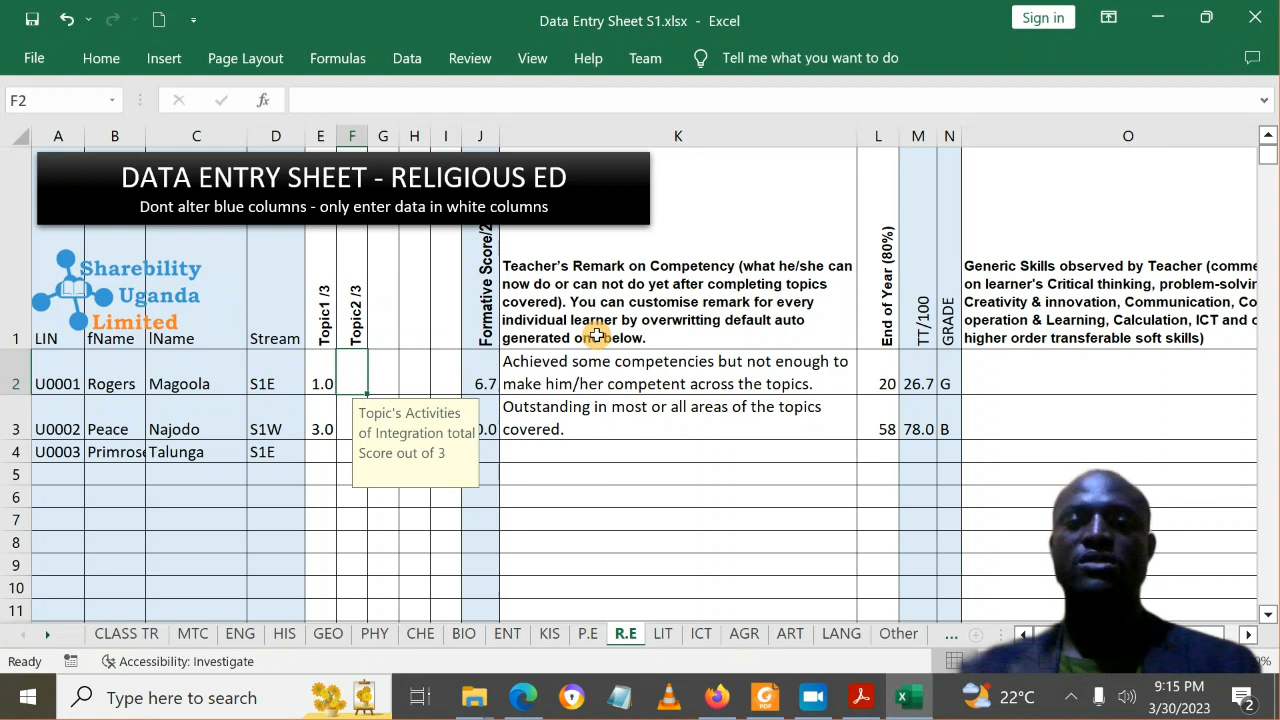 Data Entry Sheet S1.xlsx - Excel
Sign in
File Home Insert Page Layout Formulas Data Review View Help Team Tell me what you want to do
F2
fx
A B C D E F G H I J K L M N O
DATA ENTRY SHEET - RELIGIOUS ED
Dont alter blue columns - only enter data in white columns
Sharebility
Uganda
Limited
1 LIN fName lName Stream
Topic1 /3
Topic2 /3
Formative Score/2
Teacher's Remark on Competency (what he/she can
now do or can not do yet after completing topics
covered). You can customise remark for every
individual learner by overwritting default auto
generated one below.
End of Year (80%)
TT/100
GRADE
Generic Skills observed by Teacher (comme
on learner's Critical thinking, problem-solvin
Creativity & innovation, Communication, Co
operation & Learning, Calculation, ICT and o
higher order transferable soft skills)
Achieved some competencies but not enough to
2 U0001 Rogers Magoola S1E 1.0 6.7 make him/her competent across the topics. 20 26.7 G
Outstanding in most or all areas of the topics
3 U0002 Peace Najodo S1W 3.0 0.0 covered. 58 78.0 B
4 U0003 Primrose Talunga S1E
Topic's Activities
of Integration total
Score out of 3
5
6
7
8
9
10
11
CLASS TR MTC ENG HIS GEO PHY CHE BIO ENT KIS P.E R.E LIT ICT AGR ART LANG Other ...
Ready Accessibility: Investigate
Type here to search
22°C
9:15 PM
3/30/2023
2